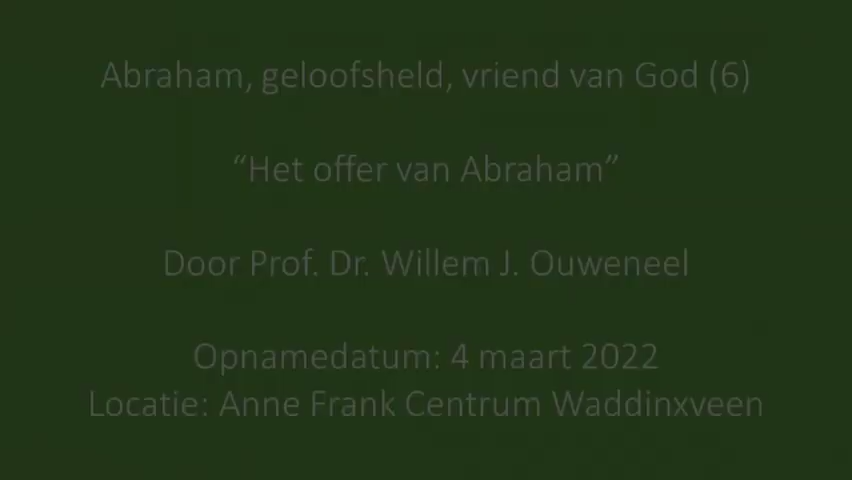 Abraham, geloofsheld, vriend van God (6)
“Het offer van Abraham”
Door Prof. Dr. Willem J. Ouweneel
Opnamedatum: 4 maart 2022
Locatie: Anne Frank Centrum Waddinxveen